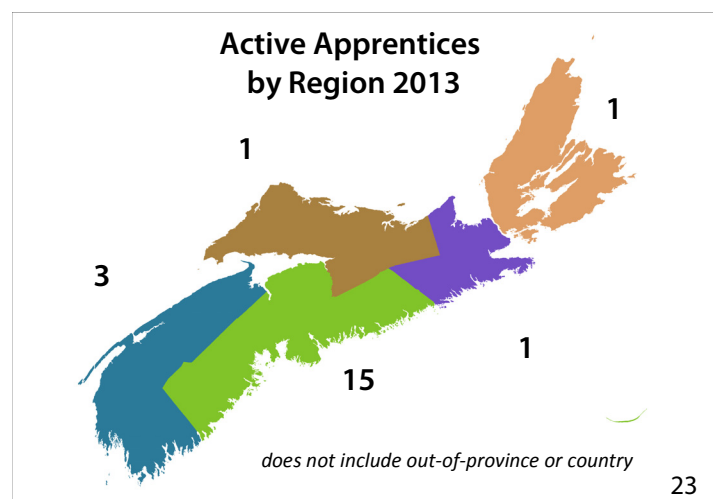 Active Apprentices
by Region 2013
1
1
3
1
15
does not include out-of-province or country
23